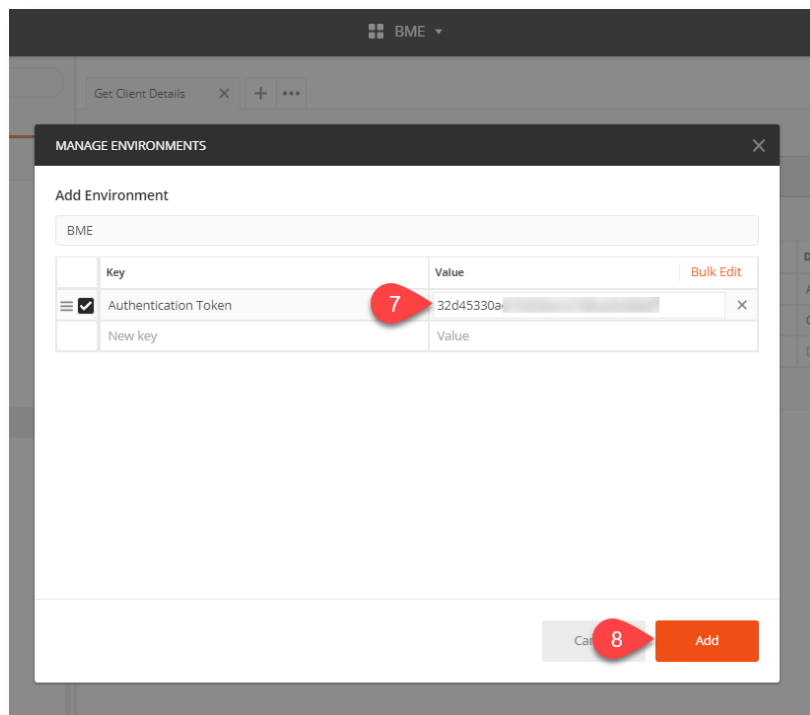 BME
Get Client Details
MANAGE ENVIRONMENTS
Add Environment
BME
Key Value Bulk Edit
Authentication Token 7 32d45330a
New key Value
8 Add